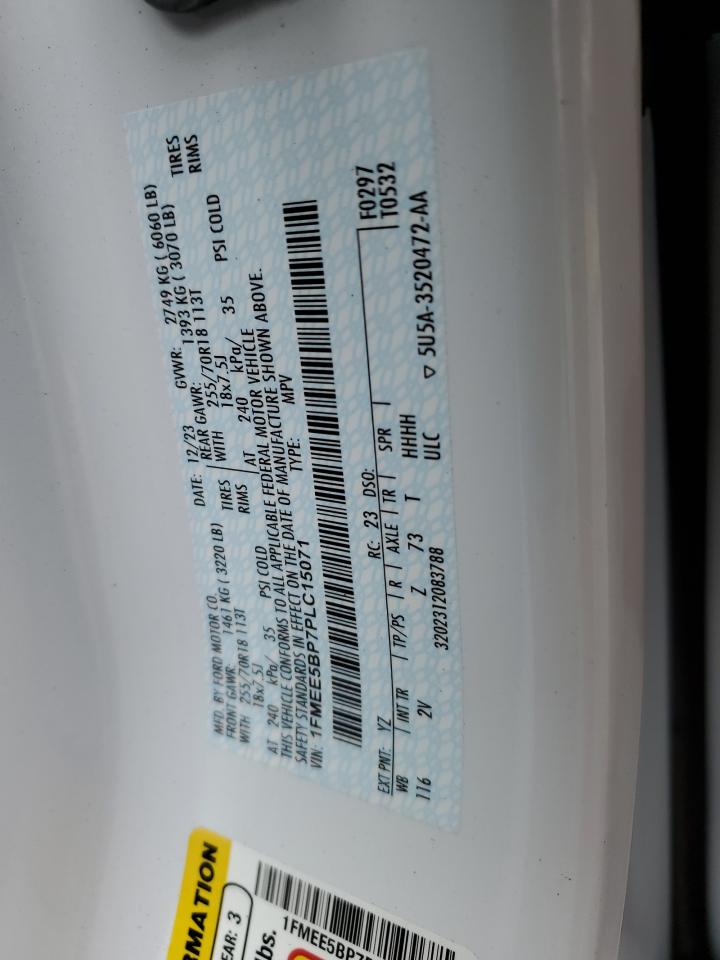 MFD. BY FORD MOTOR CO.
DATE: 12/23 GVWR: 2749 KG ( 6060 LB)
FRONT GAWR: 1461 KG ( 3220 LB) REAR GAWR: 1393 KG ( 3070 LB)
WITH 255/70R18 113T TIRES WITH 255/70R18 113T TIRES
18x7.5J RIMS 18x7.5J RIMS
AT 240 kPa/ 35 PSI COLD AT 240 kPa/ 35 PSI COLD
THIS VEHICLE CONFORMS TO ALL APPLICABLE FEDERAL MOTOR VEHICLE
SAFETY STANDARDS IN EFFECT ON THE DATE OF MANUFACTURE SHOWN ABOVE.
VIN: 1FMEE5BP7PLC15071 TYPE: MPV
F0297
T0532
EXT PNT: YZ RC: 23 DSO:
WB INT TR TP/PS R AXLE TR SPR
116 2V Z 73 T HHHH
3202312083788 ULC ▽ 5U5A-3520472-AA
RMATION
EAR: 3
lbs.
1FMEE5BP7P